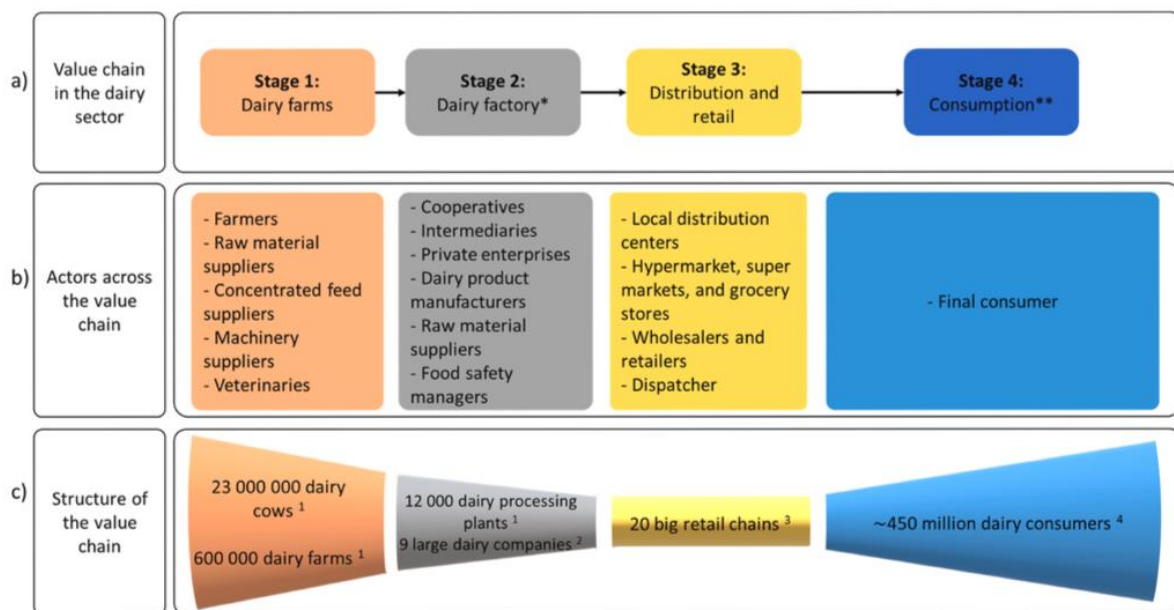 a)
Value chain
in the dairy
sector
Stage 1:
Dairy farms
Stage 2:
Dairy factory*
Stage 3:
Distribution and
retail
Stage 4:
Consumption**
b)
Actors across
the value
chain
- Farmers
- Raw material
suppliers
- Concentrated feed
suppliers
- Machinery
suppliers
- Veterinaries
- Cooperatives
- Intermediaries
- Private enterprises
- Dairy product
manufacturers
- Raw material
suppliers
- Food safety
managers
- Local distribution
centers
- Hypermarket, super
markets, and grocery
stores
- Wholesalers and
retailers
- Dispatcher
- Final consumer
c)
Structure of
the value
chain
23 000 000 dairy
cows ¹
600 000 dairy farms ¹
12 000 dairy processing
plants ¹
9 large dairy companies ²
20 big retail chains ³
~450 million dairy consumers ⁴